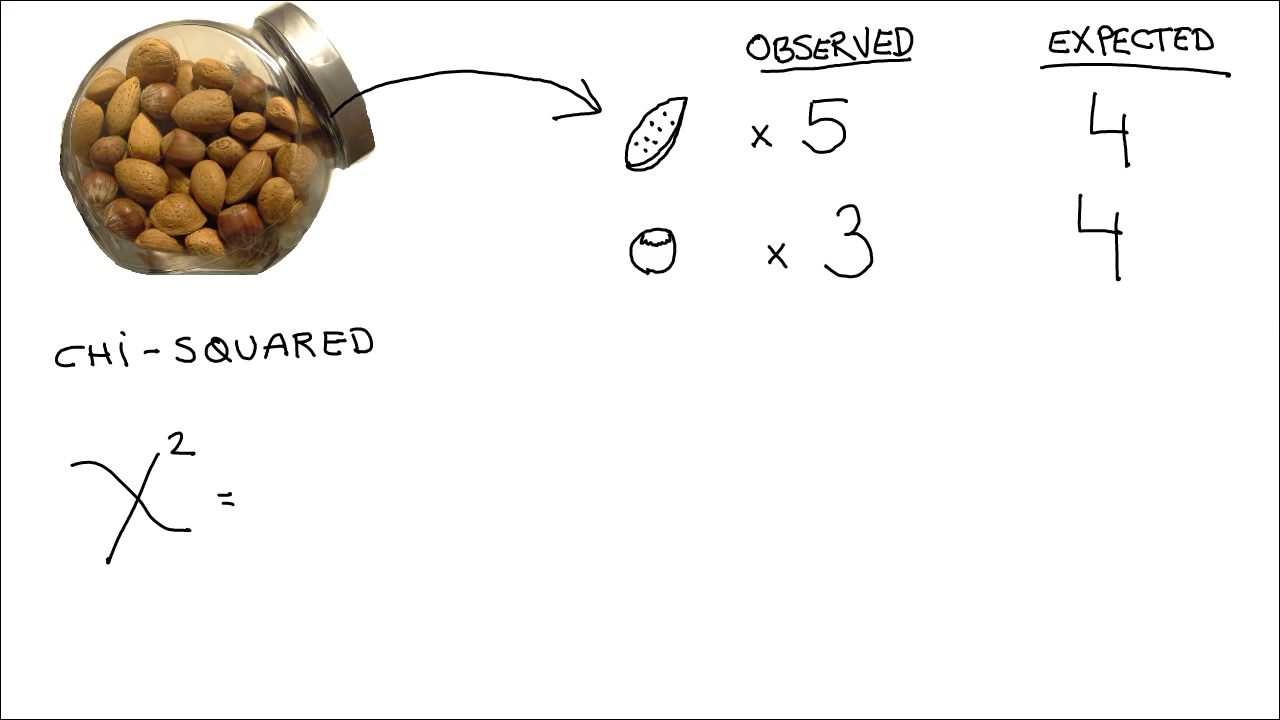 OBSERVED EXPECTED
x 5 4
x 3 4
CHi-SQUARED
χ² =